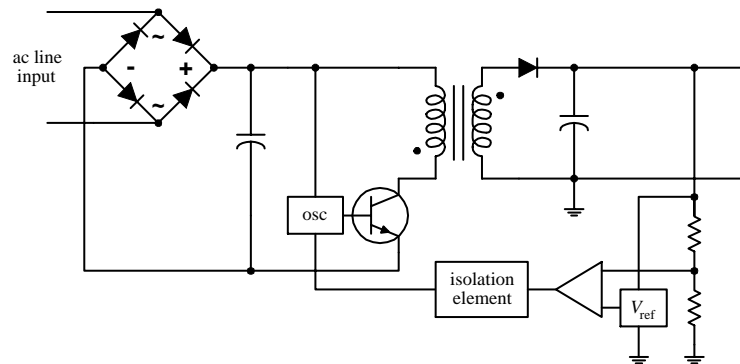 ac line
input
~
-
+
~
osc
isolation
element
Vref